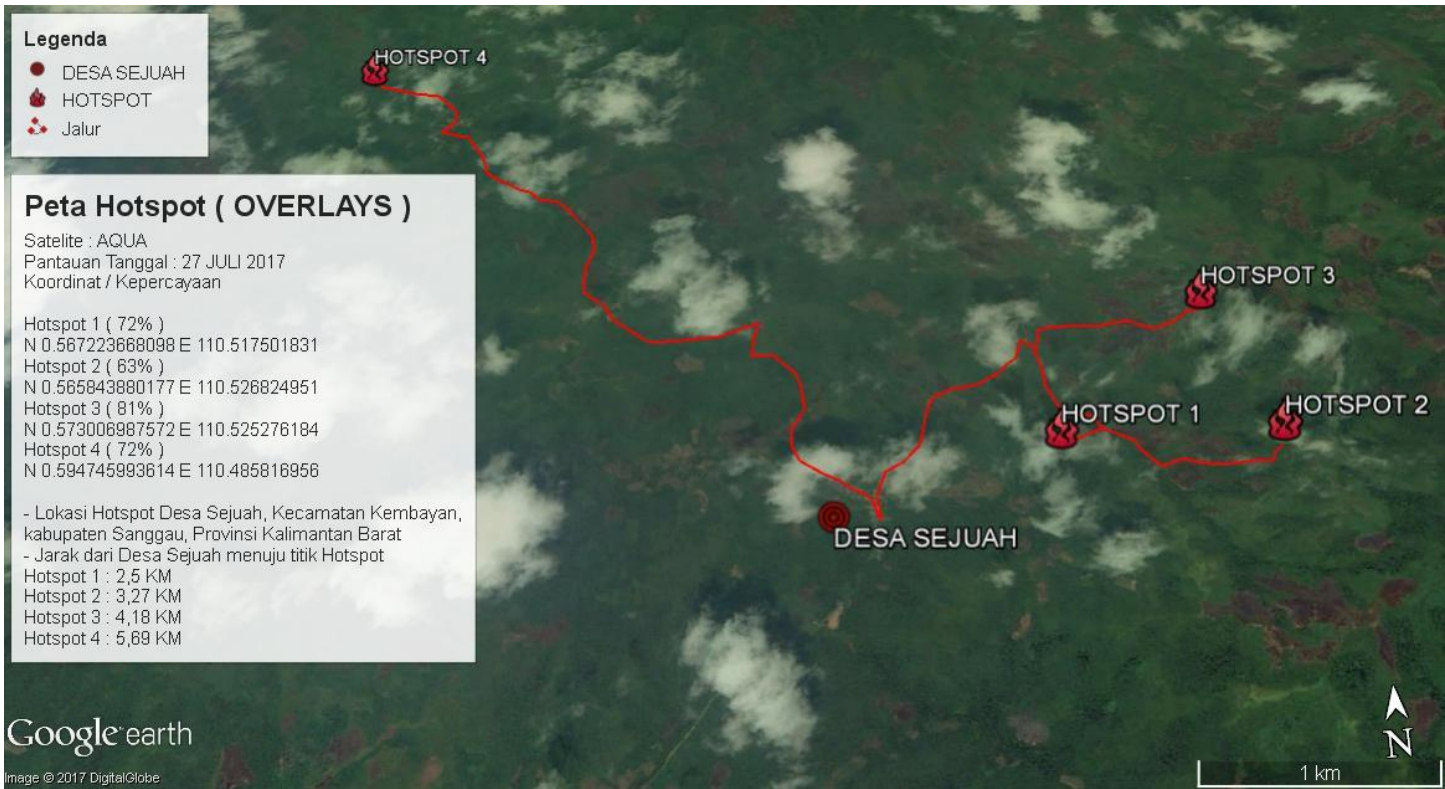 Legenda
DESA SEJUAH
HOTSPOT
Jalur
Peta Hotspot ( OVERLAYS )
Satelite : AQUA
Pantauan Tanggal : 27 JULI 2017
Koordinat / Kepercayaan
Hotspot 1 ( 72% )
N 0.567223668098 E 110.517501831
Hotspot 2 ( 63% )
N 0.565843880177 E 110.526824951
Hotspot 3 ( 81% )
N 0.573006987572 E 110.525276184
Hotspot 4 ( 72% )
N 0.594745993614 E 110.485816956
- Lokasi Hotspot Desa Sejuah, Kecamatan Kembayan,
kabupaten Sanggau, Provinsi Kalimantan Barat
- Jarak dari Desa Sejuah menuju titik Hotspot
Hotspot 1 : 2,5 KM
Hotspot 2 : 3,27 KM
Hotspot 3 : 4,18 KM
Hotspot 4 : 5,69 KM
HOTSPOT 4
HOTSPOT 3
HOTSPOT 1
HOTSPOT 2
DESA SEJUAH
Google earth
Image © 2017 DigitalGlobe
N
1 km